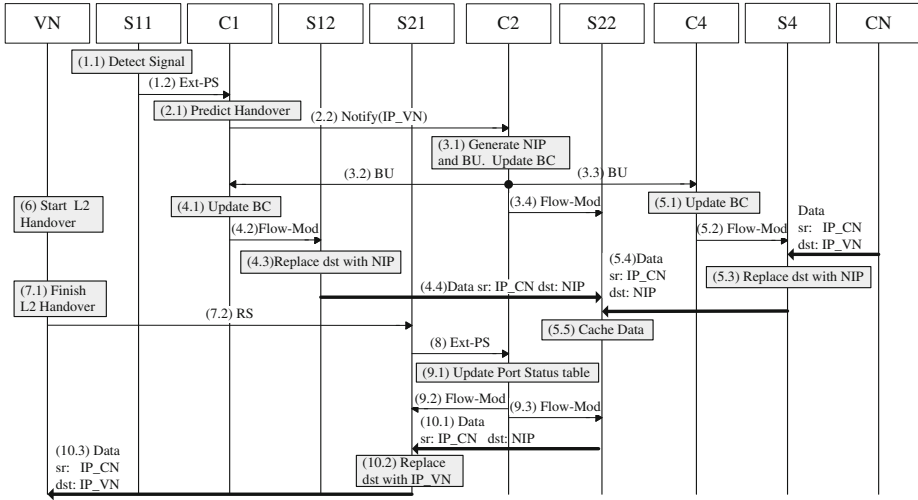 VN S11 C1 S12 S21 C2 S22 C4 S4 CN
(1.1) Detect Signal
(1.2) Ext-PS
(2.1) Predict Handover
(2.2) Notify(IP_VN)
(3.1) Generate NIP
and BU. Update BC
(3.2) BU
(3.3) BU
(6) Start L2
Handover
(4.1) Update BC
(3.4) Flow-Mod
(5.1) Update BC
Data
sr: IP_CN
dst: IP_VN
(4.2)Flow-Mod
(5.2) Flow-Mod
(4.3)Replace dst with NIP
(5.4)Data
sr: IP_CN
dst: NIP
(5.3) Replace dst with NIP
(7.1) Finish
L2 Handover
(4.4)Data sr: IP_CN dst: NIP
(7.2) RS
(5.5) Cache Data
(8) Ext-PS
(9.1) Update Port Status table
(9.2) Flow-Mod
(9.3) Flow-Mod
(10.1) Data
sr: IP_CN dst: NIP
(10.3) Data
sr: IP_CN
dst: IP_VN
(10.2) Replace
dst with IP_VN